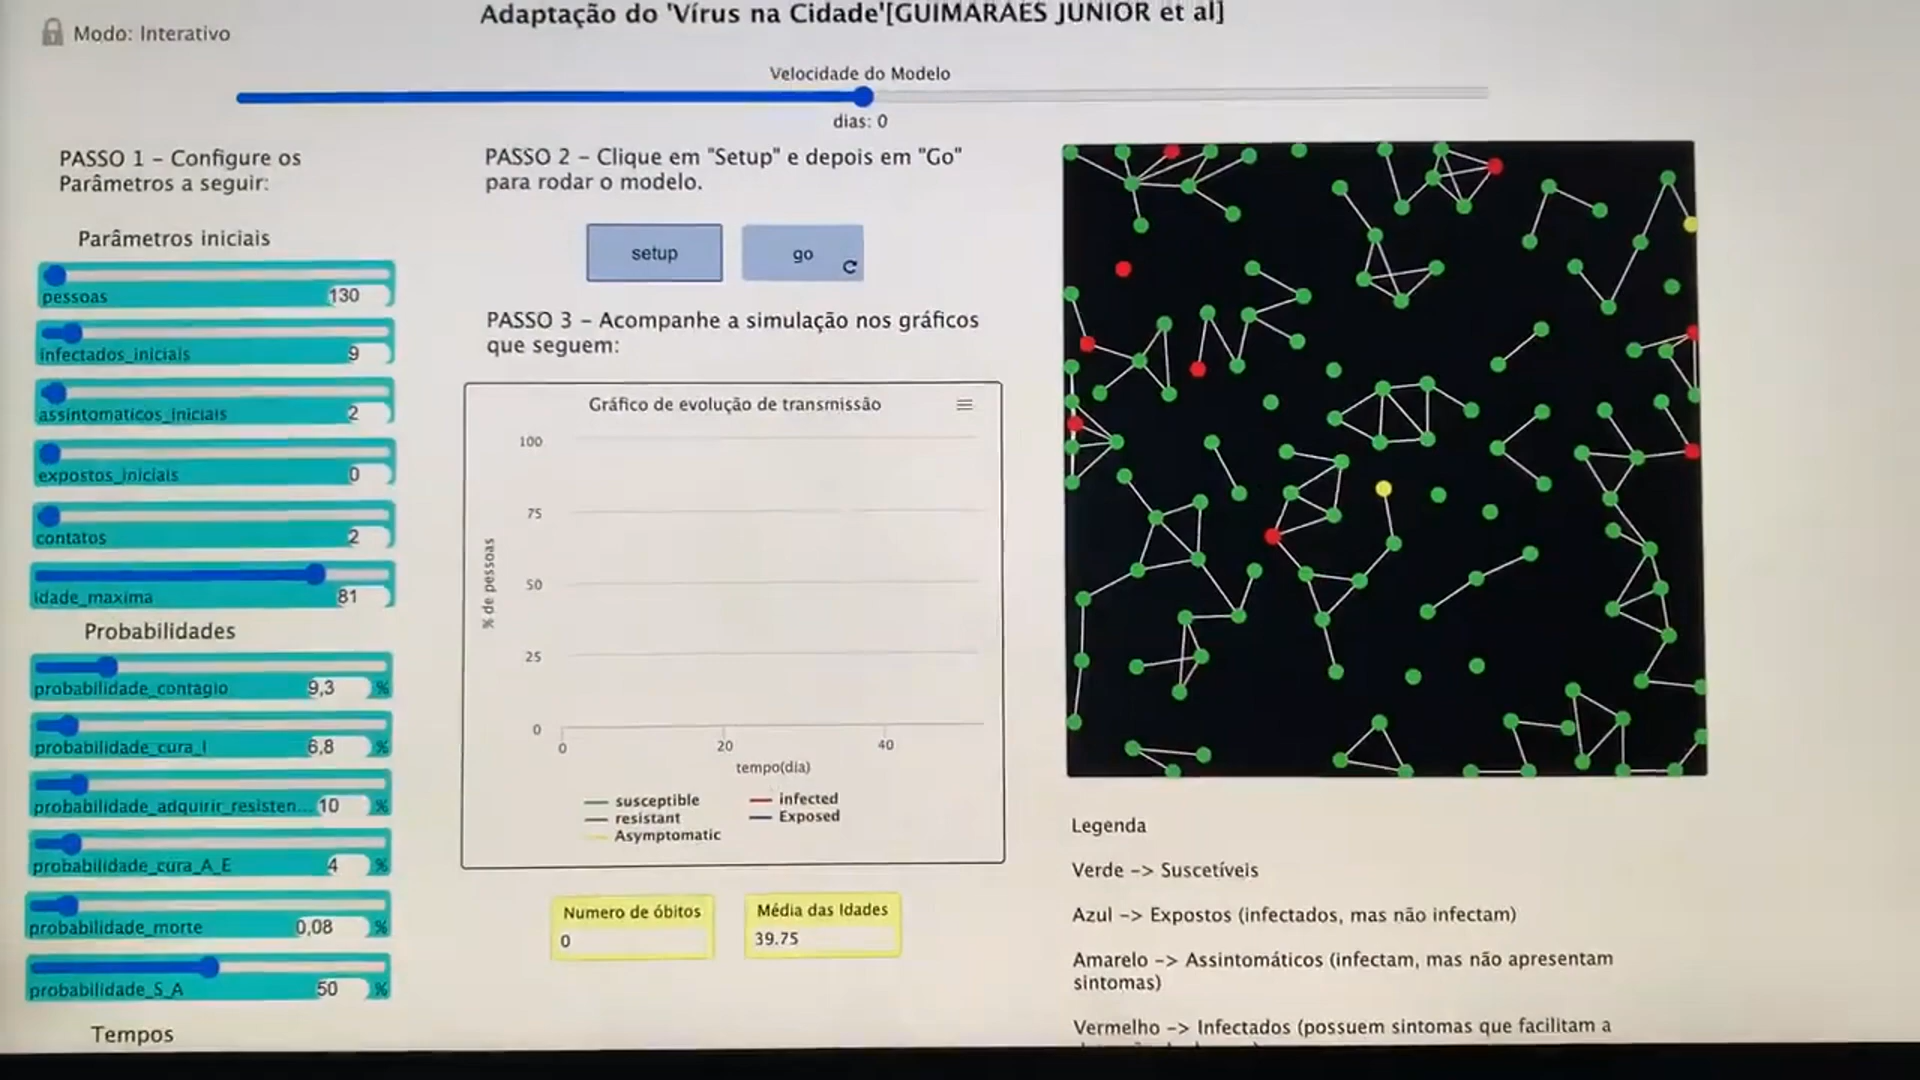 Adaptação do 'Vírus na Cidade'[GUIMARAES JUNIOR et al]
Modo: Interativo
Velocidade do Modelo
dias: 0
PASSO 1 - Configure os
Parâmetros a seguir:
Parâmetros iniciais
pessoas 130
infectados_iniciais 9
assintomaticos_iniciais 2
expostos_iniciais 0
contatos 2
idade_maxima 81
Probabilidades
probabilidade_contagio 9,3 %
probabilidade_cura_I 6,8 %
probabilidade_adquirir_resisten... 10 %
probabilidade_cura_A_E 4 %
probabilidade_morte 0,08 %
probabilidade_S_A 50 %
Tempos
PASSO 2 - Clique em "Setup" e depois em "Go"
para rodar o modelo.
setup
go
PASSO 3 - Acompanhe a simulação nos gráficos
que seguem:
Gráfico de evolução de transmissão
100
75
50
25
0
% de pessoas
0
20
40
tempo(dia)
susceptible
infected
resistant
Exposed
Asymptomatic
Numero de óbitos
0
Média das Idades
39.75
Legenda
Verde -> Suscetíveis
Azul -> Expostos (infectados, mas não infectam)
Amarelo -> Assintomáticos (infectam, mas não apresentam
sintomas)
Vermelho -> Infectados (possuem sintomas que facilitam a